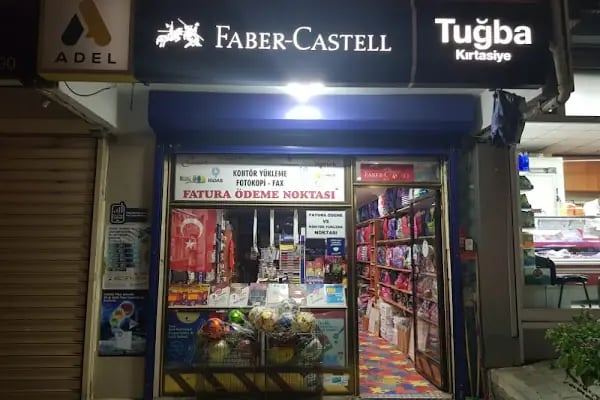 ADEL
FABER-CASTELL
Tuğba
Kırtasiye
KONTÖR YÜKLEME
FOTOKOPİ - FAX
FATURA ÖDEME NOKTASI
FABER-CASTELL
FATURA ÖDEME
VE
KONTÖR YÜKLEME
NOKTASI